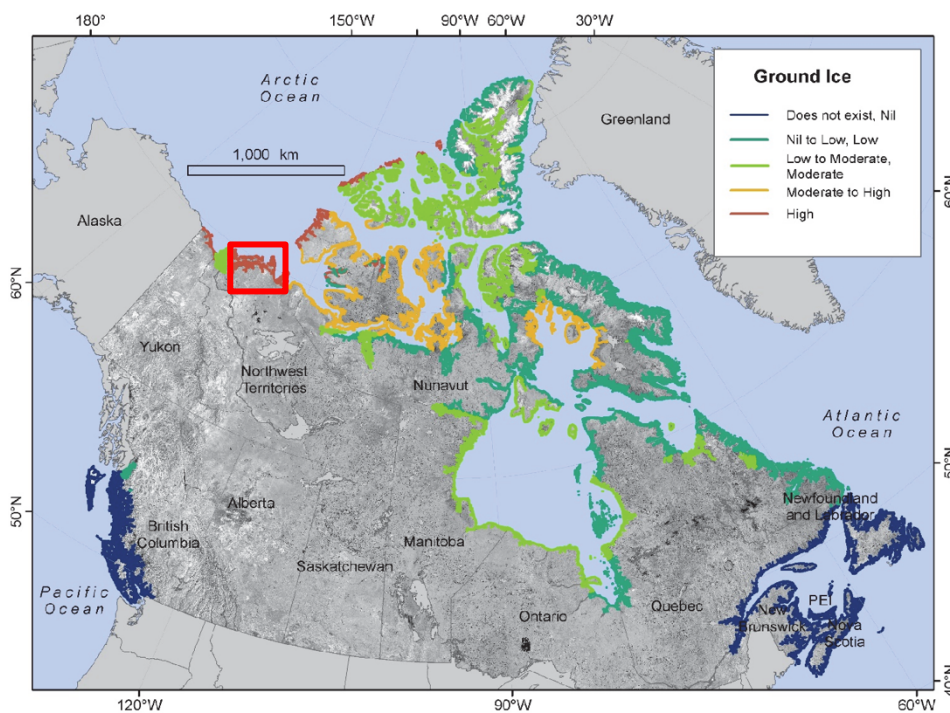 180°
150°W
90°W
60°W
30°W
Arctic
Ocean
Greenland
Ground Ice
Does not exist, Nil
Nil to Low, Low
Low to Moderate,
Moderate
Moderate to High
High
1,000 km
Alaska
60°N
60°N
Yukon
Northwest
Territories
Nunavut
Atlantic
Ocean
50°N
50°N
Newfoundland
and Labrador
Alberta
British
Columbia
Manitoba
Saskatchewan
Pacific
Ocean
Ontario
Quebec
PEI
New
Brunswick
Nova
Scotia
40°N
120°W
90°W
60°W